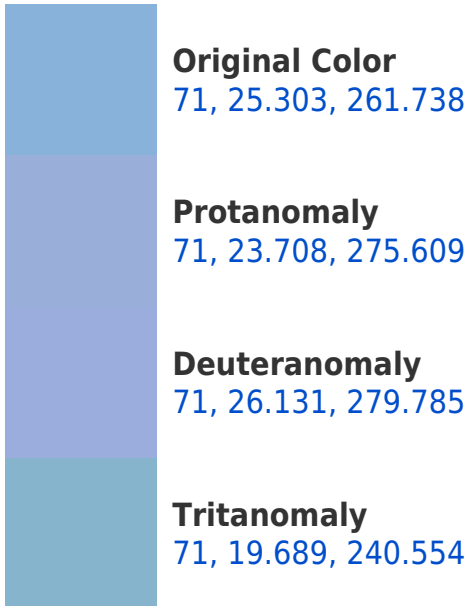 Original Color
71, 25.303, 261.738
Protanomaly
71, 23.708, 275.609
Deuteranomaly
71, 26.131, 279.785
Tritanomaly
71, 19.689, 240.554